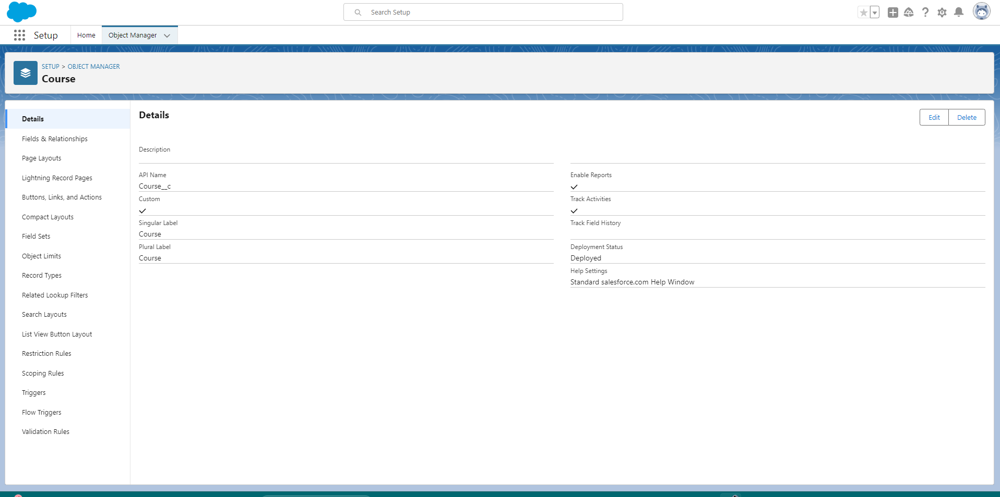 Search Setup
Setup
Home
Object Manager
SETUP > OBJECT MANAGER
Course
Details
Fields & Relationships
Page Layouts
Lightning Record Pages
Buttons, Links, and Actions
Compact Layouts
Field Sets
Object Limits
Record Types
Related Lookup Filters
Search Layouts
List View Button Layout
Restriction Rules
Scoping Rules
Triggers
Flow Triggers
Validation Rules
Details
Edit
Delete
Description
API Name
Course__c
Custom
Singular Label
Course
Plural Label
Course
Enable Reports
Track Activities
Track Field History
Deployment Status
Deployed
Help Settings
Standard salesforce.com Help Window